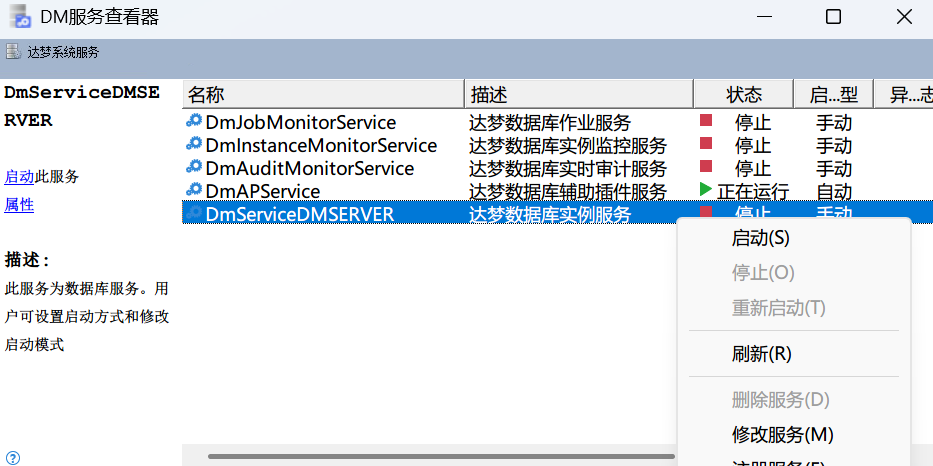 DM服务查看器
达梦系统服务
DmServiceDMSE
RVER
启动此服务
属性
描述：
此服务为数据库服务。用
户可设置启动方式和修改
启动模式
名称 描述 状态 启...型 异...志
DmJobMonitorService 达梦数据库作业服务 停止 手动
DmInstanceMonitorService 达梦数据库实例监控服务 停止 手动
DmAuditMonitorService 达梦数据库实时审计服务 停止 手动
DmAPService 达梦数据库辅助插件服务 正在运行 自动
DmServiceDMSERVER 达梦数据库实例服务 停止 手动
启动(S)
停止(O)
重新启动(T)
刷新(R)
删除服务(D)
修改服务(M)